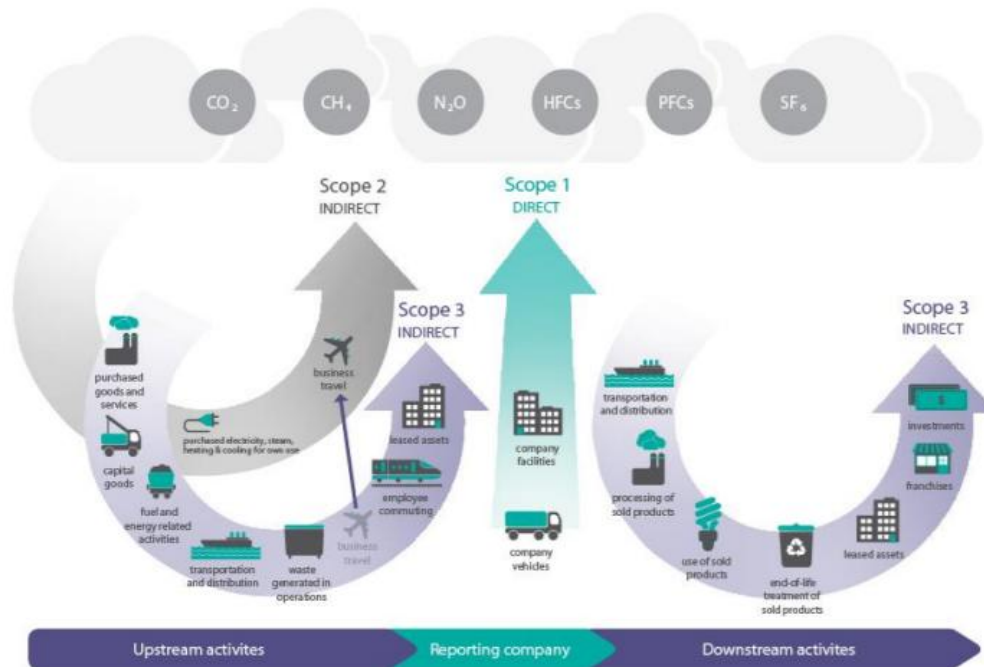 CO₂
CH₄
N₂O
HFCs
PFCs
SF₆
Scope 2
INDIRECT
Scope 1
DIRECT
Scope 3
INDIRECT
Scope 3
INDIRECT
purchased
goods and
services
capital
goods
fuel and
energy related
activities
transportation
and distribution
waste
generated in
operations
business
travel
employee
commuting
leased assets
purchased electricity, steam,
heating & cooling for own use
business
travel
company
facilities
company
vehicles
transportation
and distribution
processing of
sold products
use of sold
products
end-of-life
treatment of
sold products
leased assets
franchises
investments
$
Upstream activites
Reporting company
Downstream activites